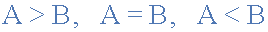 A > B, A = B, A < B